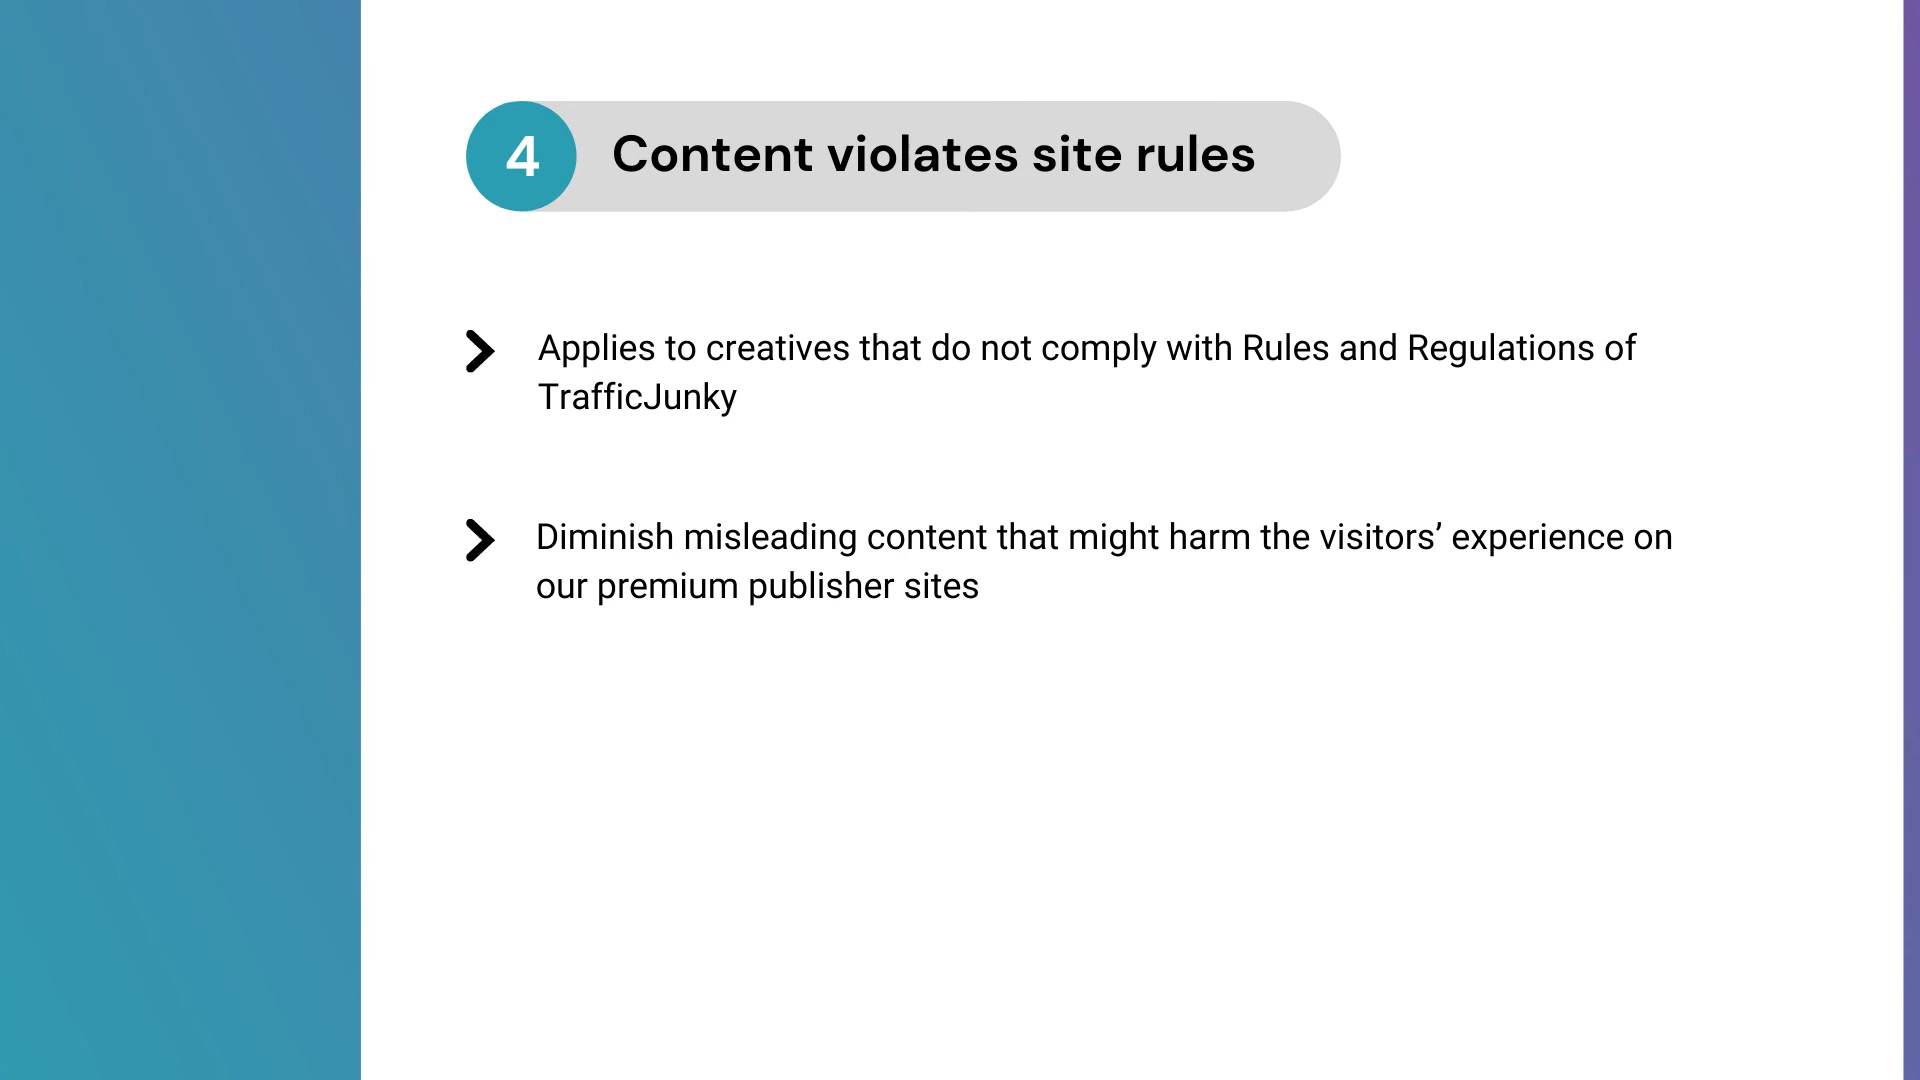 4
Content violates site rules
Applies to creatives that do not comply with Rules and Regulations of
TrafficJunky
Diminish misleading content that might harm the visitors’ experience on
our premium publisher sites